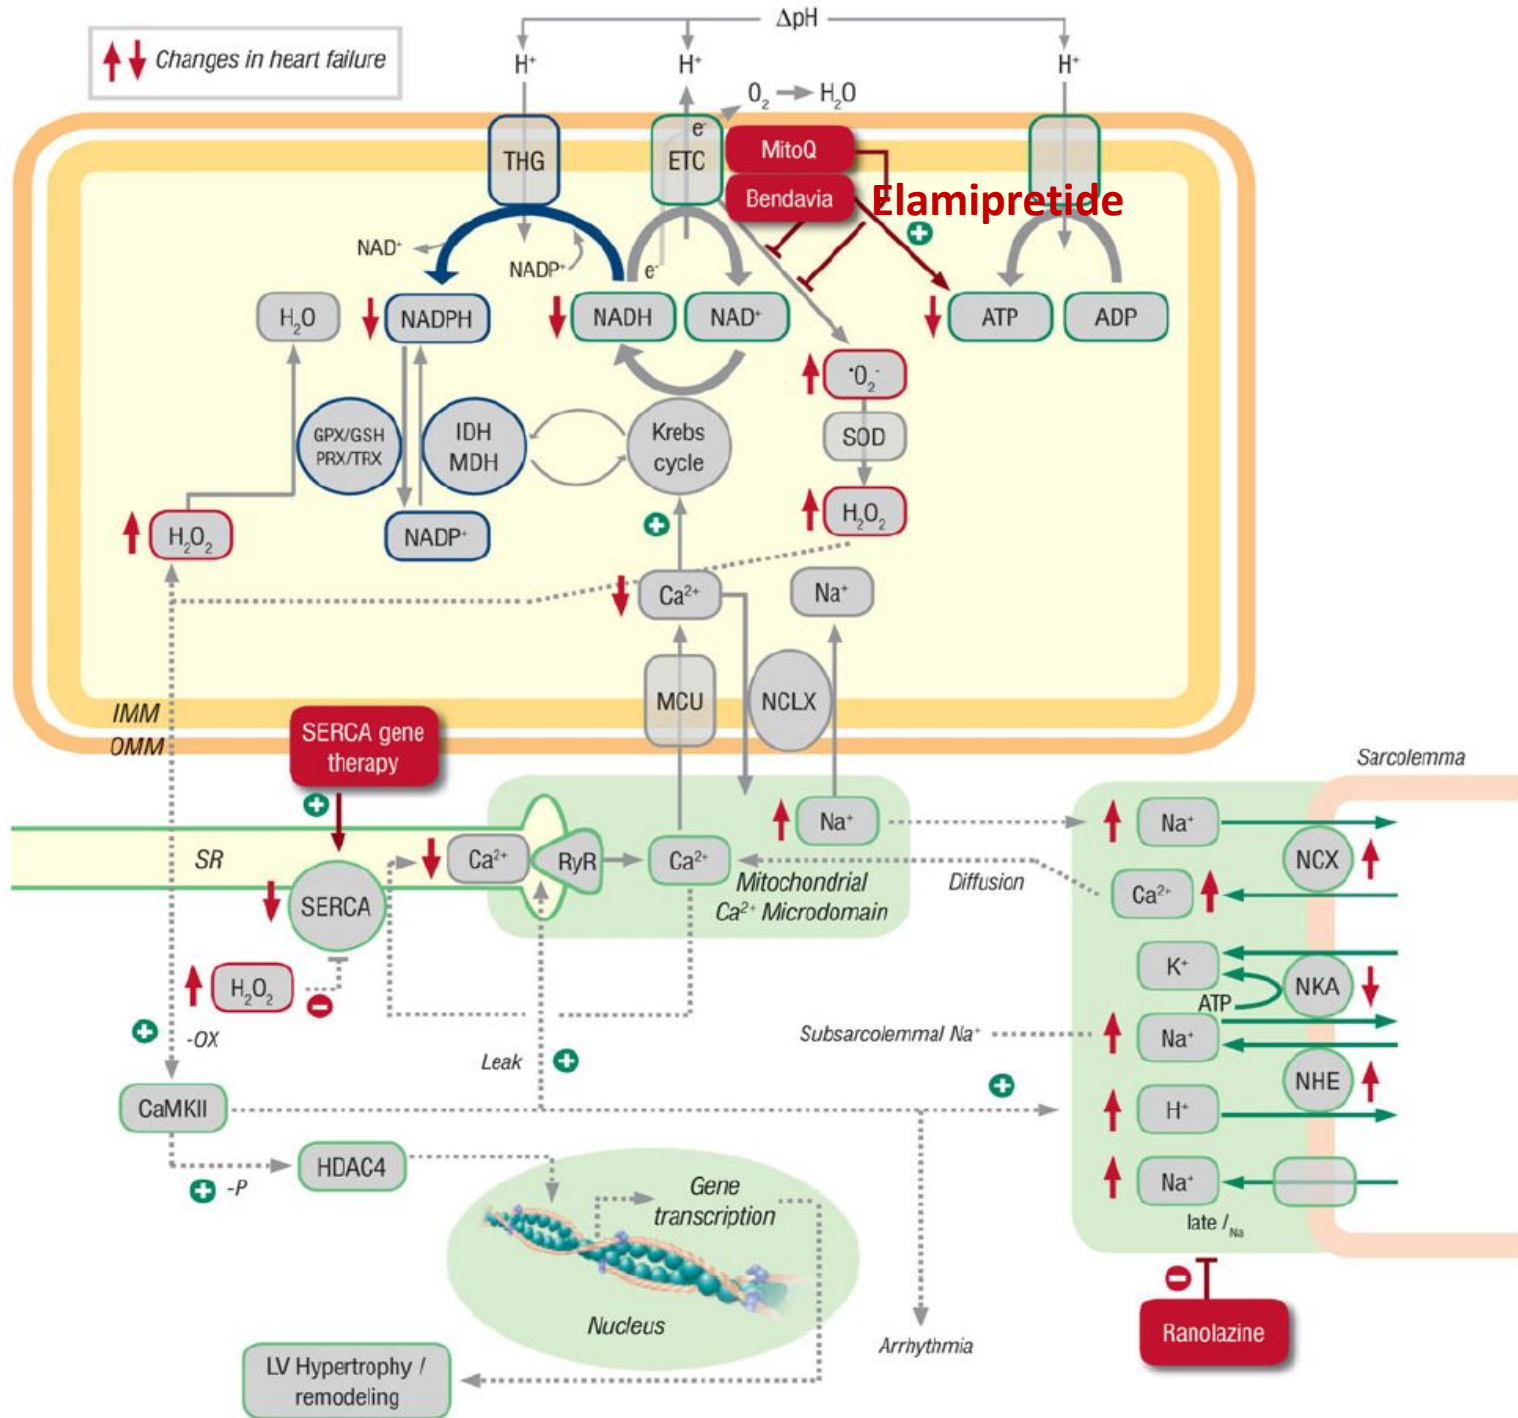 ΔpH
Changes in heart failure
H⁺
H⁺
H⁺
O₂
H₂O
e⁻
THG
ETC
MitoQ
Bendavia
Elamipretide
NAD⁺
NADP⁺
e⁻
H₂O
NADPH
NADH
NAD⁺
ATP
ADP
•O₂⁻
GPX/GSH
PRX/TRX
IDH
MDH
Krebs
cycle
SOD
H₂O₂
H₂O₂
NADP⁺
Ca²⁺
Na⁺
MCU
NCLX
IMM
OMM
SERCA gene
therapy
Sarcolemma
SR
Ca²⁺
RyR
Ca²⁺
Na⁺
Na⁺
NCX
Mitochondrial
Ca²⁺ Microdomain
Diffusion
Ca²⁺
SERCA
K⁺
NKA
ATP
H₂O₂
-OX
Subsarcolemmal Na⁺
Na⁺
Leak
NHE
CaMKII
H⁺
HDAC4
-P
Gene
transcription
Na⁺
late I Na
Nucleus
Arrhythmia
Ranolazine
LV Hypertrophy /
remodeling